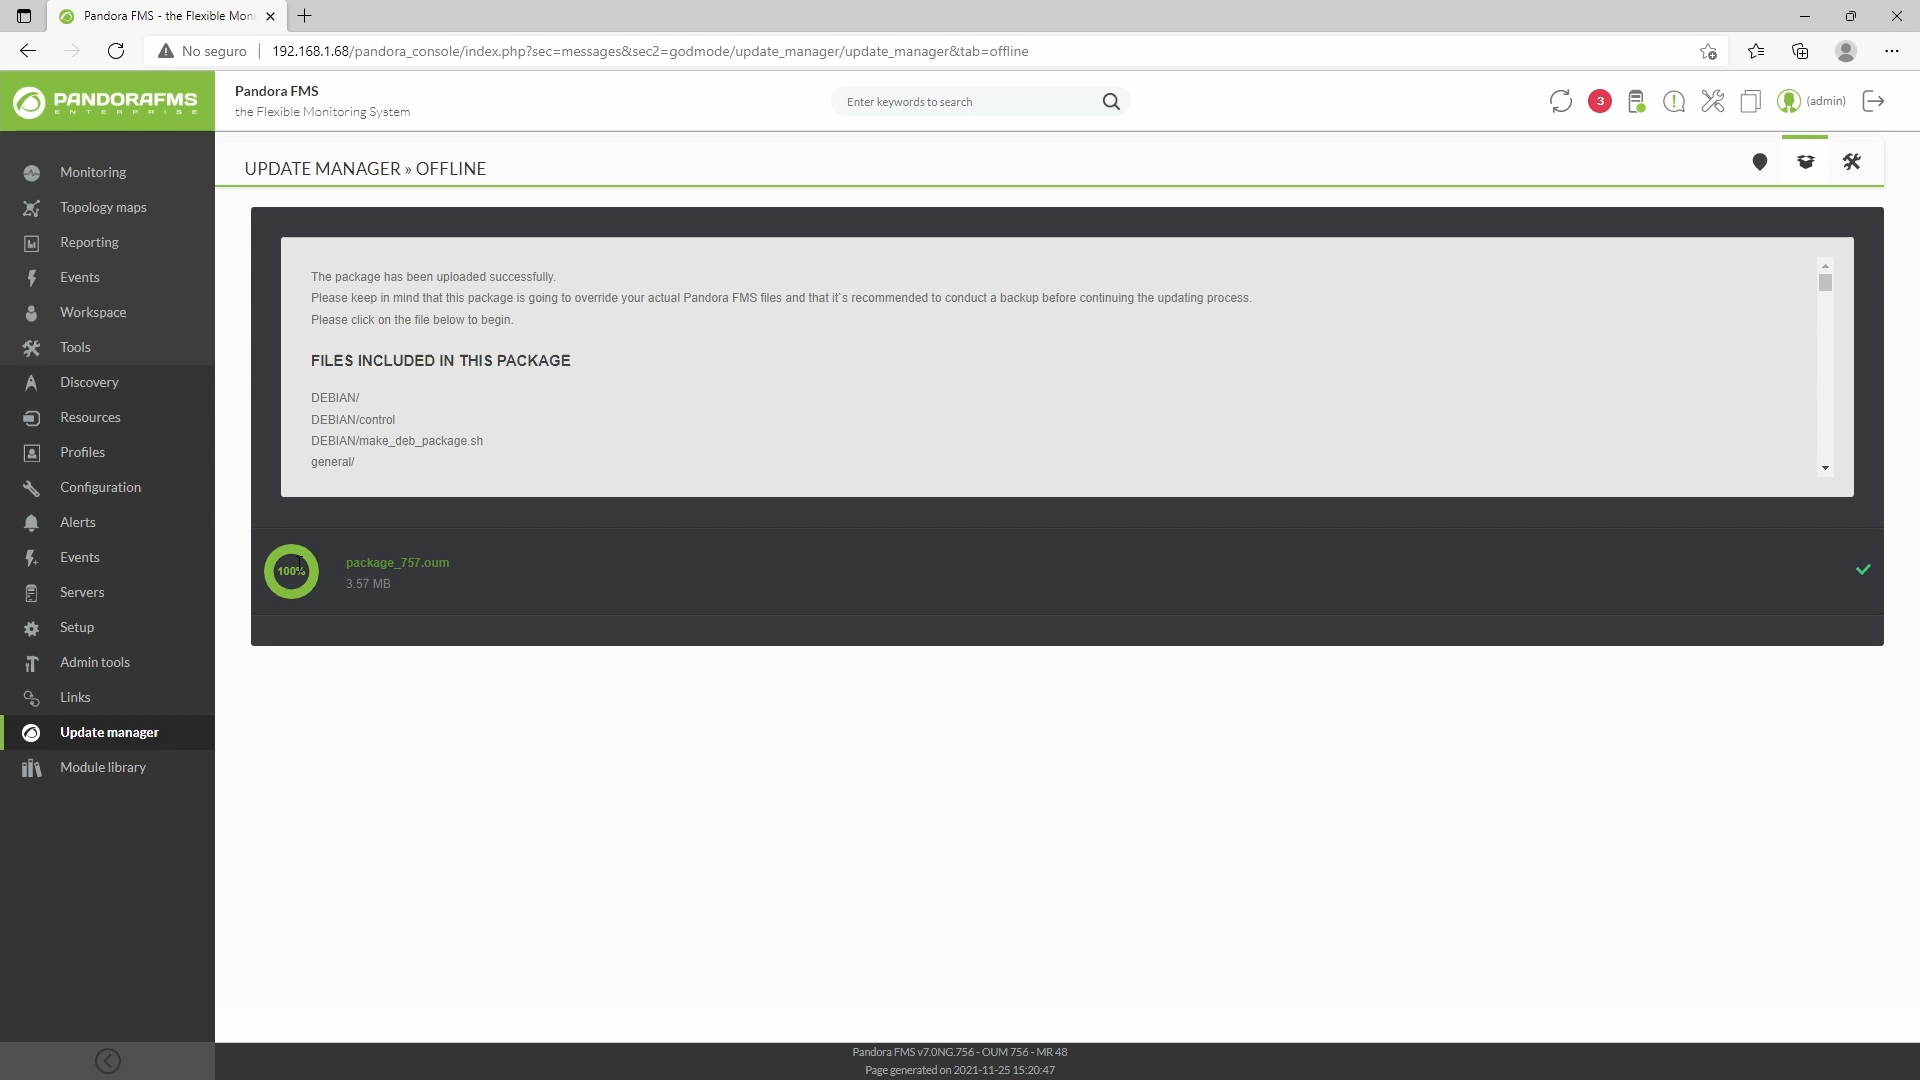 Pandora FMS - the Flexible Mon
No seguro
192.168.1.68/pandora_console/index.php?sec=messages&sec2=godmode/update_manager/update_manager&tab=offline
PANDORAFMS
ENTERPRISE
Pandora FMS
the Flexible Monitoring System
Enter keywords to search
3
(admin)
Monitoring
Topology maps
Reporting
Events
Workspace
Tools
Discovery
Resources
Profiles
Configuration
Alerts
Events
Servers
Setup
Admin tools
Links
Update manager
Module library
UPDATE MANAGER » OFFLINE
The package has been uploaded successfully.
Please keep in mind that this package is going to override your actual Pandora FMS files and that it`s recommended to conduct a backup before continuing the updating process.
Please click on the file below to begin.
FILES INCLUDED IN THIS PACKAGE
DEBIAN/
DEBIAN/control
DEBIAN/make_deb_package.sh
general/
100%
package_757.oum
3.57 MB
Pandora FMS v7.0NG.756 - OUM 756 - MR 48
Page generated on 2021-11-25 15:20:47